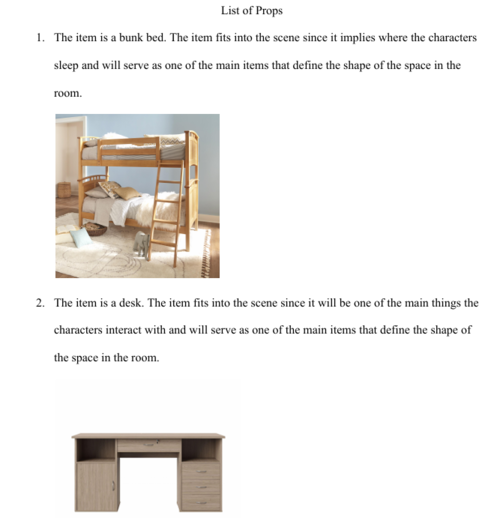 List of Props
1. The item is a bunk bed. The item fits into the scene since it implies where the characters
sleep and will serve as one of the main items that define the shape of the space in the
room.
2. The item is a desk. The item fits into the scene since it will be one of the main things the
characters interact with and will serve as one of the main items that define the shape of
the space in the room.